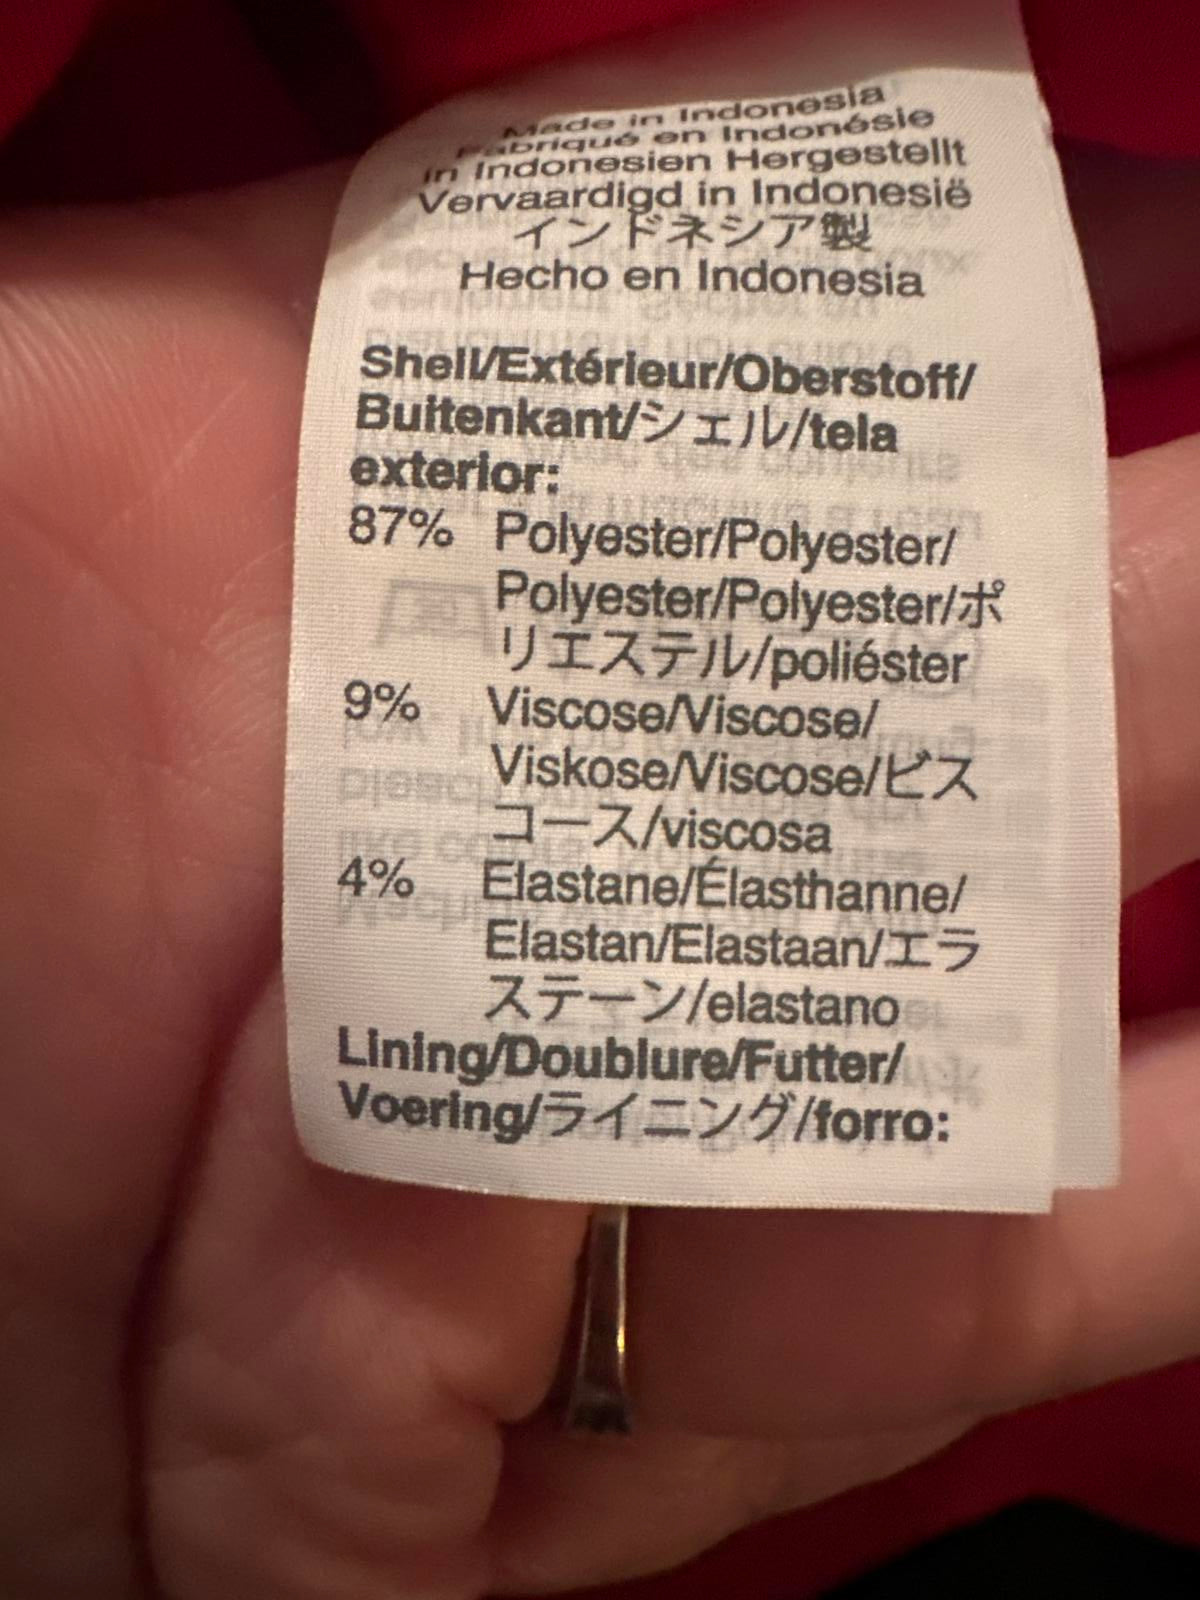 Made in Indonesia
Fabriqué en Indonésie
in Indonesien Hergestellt
Vervaardigd in Indonesië
インドネシア製
Hecho en Indonesia
Shell/Extérieur/Oberstoff/
Buitenkant/シェル/tela
exterior:
87% Polyester/Polyester/
Polyester/Polyester/ポ
リエステル/poliéster
9% Viscose/Viscose/
Viskose/Viscose/ビス
コース/viscosa
4% Elastane/Élasthanne/
Elastan/Elastaan/エラ
ステーン/elastano
Lining/Doublure/Futter/
Voering/ライニング/forro: